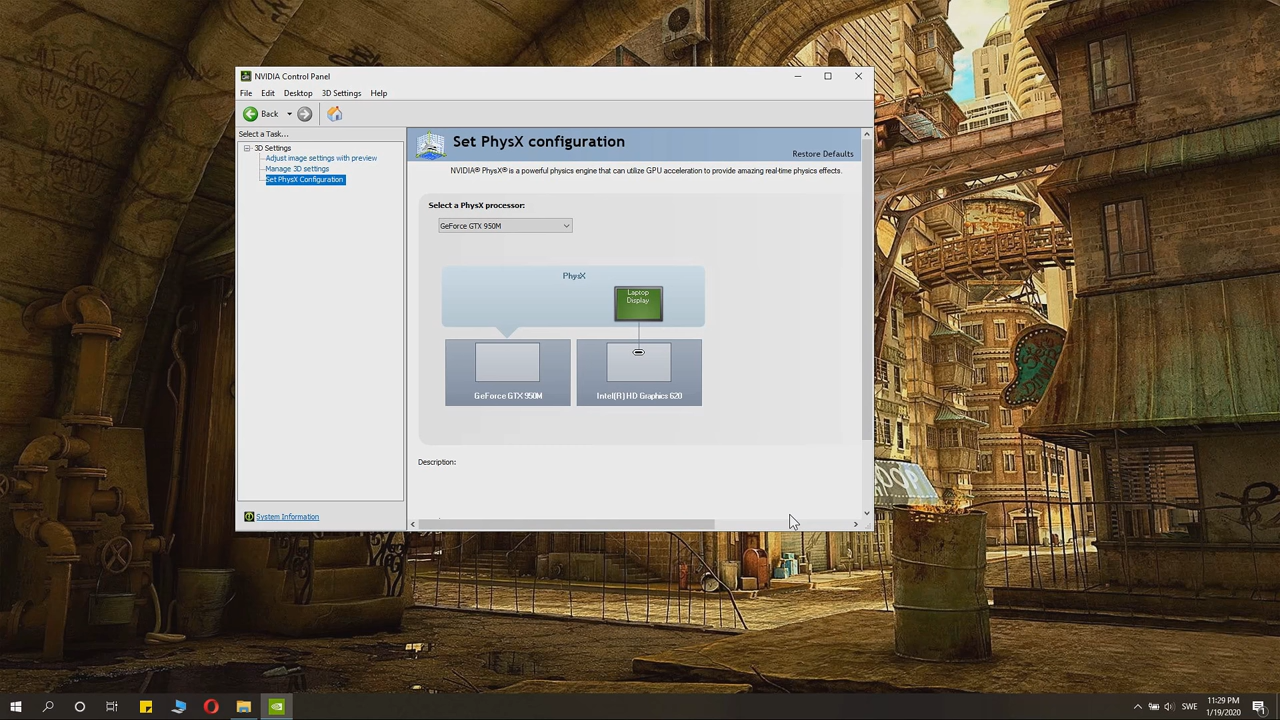 NVIDIA Control Panel
File Edit Desktop 3D Settings Help
Back
Select a Task...
3D Settings
Adjust image settings with preview
Manage 3D settings
Set PhysX Configuration
System Information
Set PhysX configuration
Restore Defaults
NVIDIA® PhysX® is a powerful physics engine that can utilize GPU acceleration to provide amazing real-time physics effects.
Select a PhysX processor:
GeForce GTX 950M
PhysX
Laptop
Display
GeForce GTX 950M
Intel(R) HD Graphics 620
Description:
SWE
11:29 PM
1/19/2020